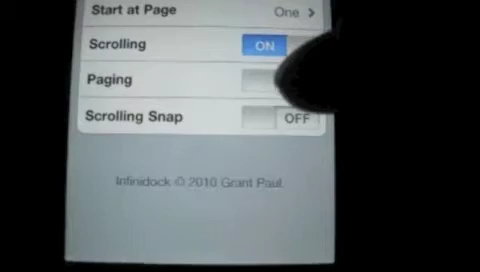 Start at Page One
Scrolling ON
Paging
Scrolling Snap OFF
Infinidock © 2010 Grant Paul